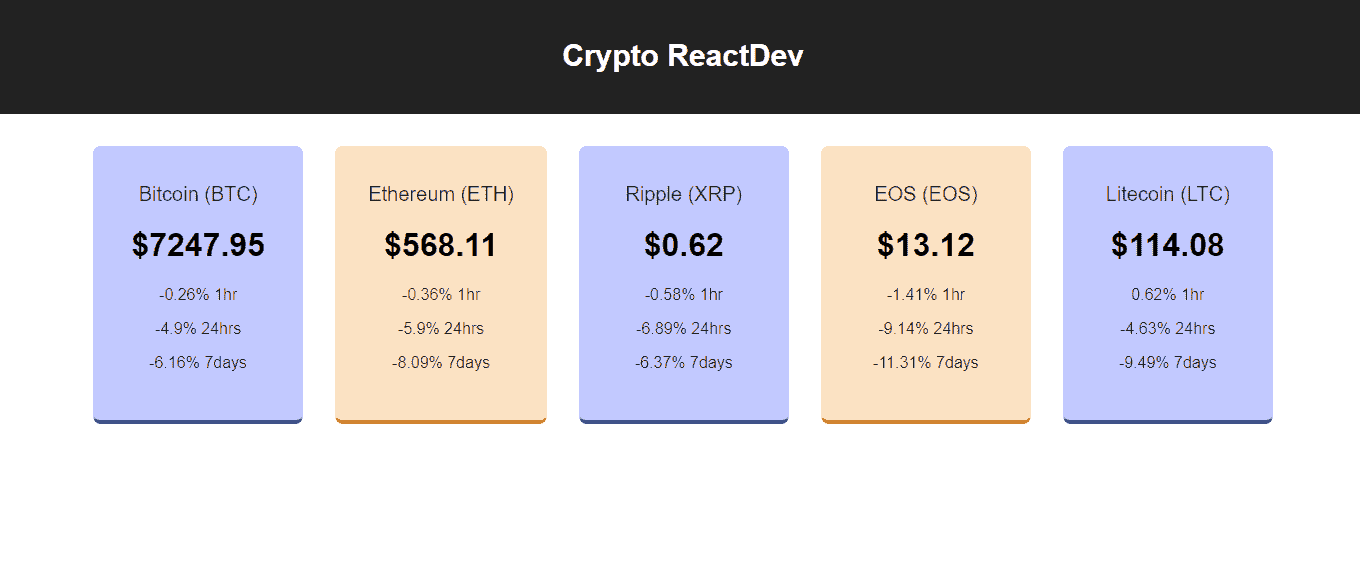 Crypto ReactDev
Bitcoin (BTC)
$7247.95
-0.26% 1hr
-4.9% 24hrs
-6.16% 7days
Ethereum (ETH)
$568.11
-0.36% 1hr
-5.9% 24hrs
-8.09% 7days
Ripple (XRP)
$0.62
-0.58% 1hr
-6.89% 24hrs
-6.37% 7days
EOS (EOS)
$13.12
-1.41% 1hr
-9.14% 24hrs
-11.31% 7days
Litecoin (LTC)
$114.08
0.62% 1hr
-4.63% 24hrs
-9.49% 7days